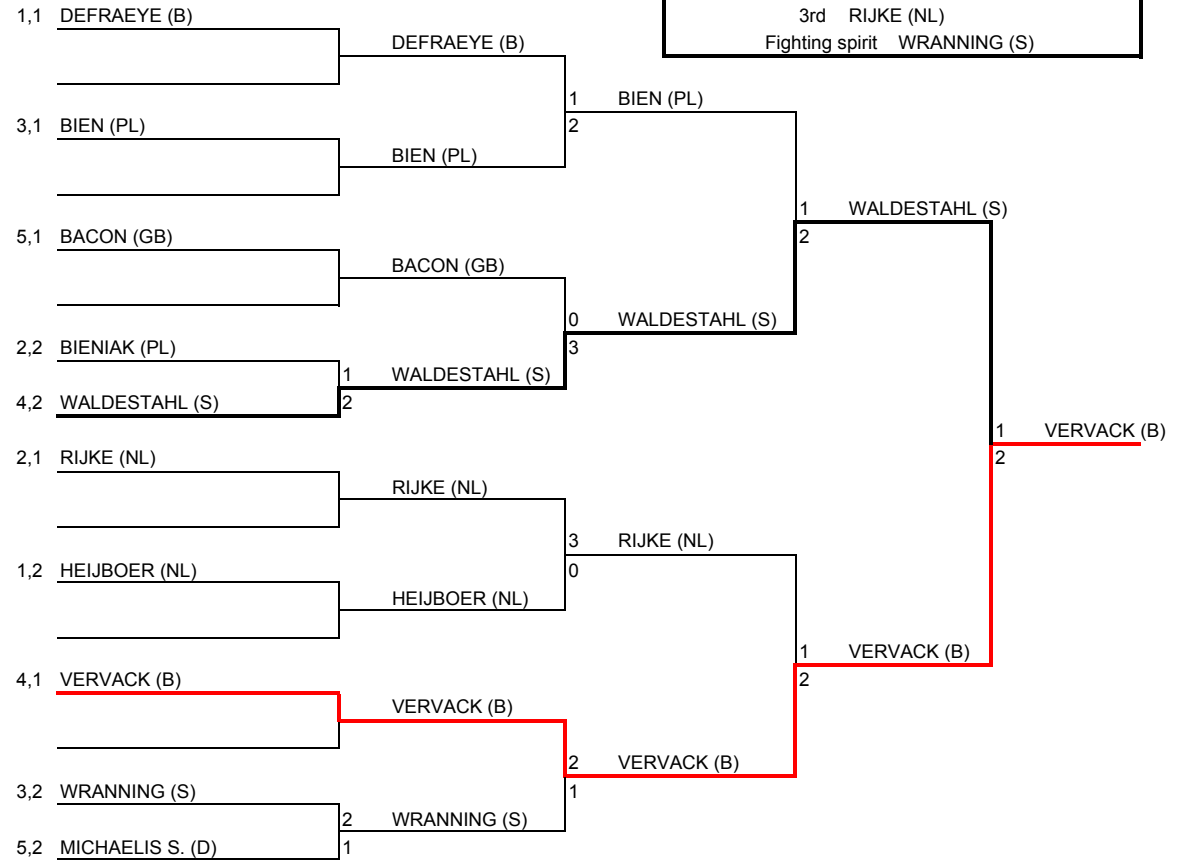 1,1 DEFRAEYE (B)
3rd RIJKE (NL)
DEFRAEYE (B)
Fighting spirit WRANNING (S)
1 BIEN (PL)
3,1 BIEN (PL)
2
BIEN (PL)
1 WALDESTAHL (S)
5,1 BACON (GB)
2
BACON (GB)
0 WALDESTAHL (S)
2,2 BIENIAK (PL)
3
1 WALDESTAHL (S)
4,2 WALDESTAHL (S)
2
1 VERVACK (B)
2,1 RIJKE (NL)
2
RIJKE (NL)
3 RIJKE (NL)
1,2 HEIJBOER (NL)
0
HEIJBOER (NL)
1 VERVACK (B)
4,1 VERVACK (B)
2
VERVACK (B)
2 VERVACK (B)
3,2 WRANNING (S)
1
2 WRANNING (S)
5,2 MICHAELIS S. (D)
1